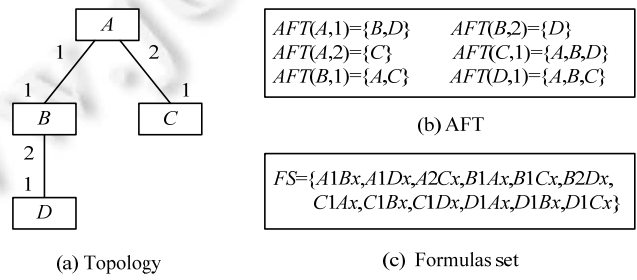 A
1
2
1
1
B
C
2
1
D
(a) Topology
AFT(A,1)={B,D} AFT(B,2)={D}
AFT(A,2)={C} AFT(C,1)={A,B,D}
AFT(B,1)={A,C} AFT(D,1)={A,B,C}
(b) AFT
FS={A1Bx,A1Dx,A2Cx,B1Ax,B1Cx,B2Dx,
C1Ax,C1Bx,C1Dx,D1Ax,D1Bx,D1Cx}
(c) Formulas set